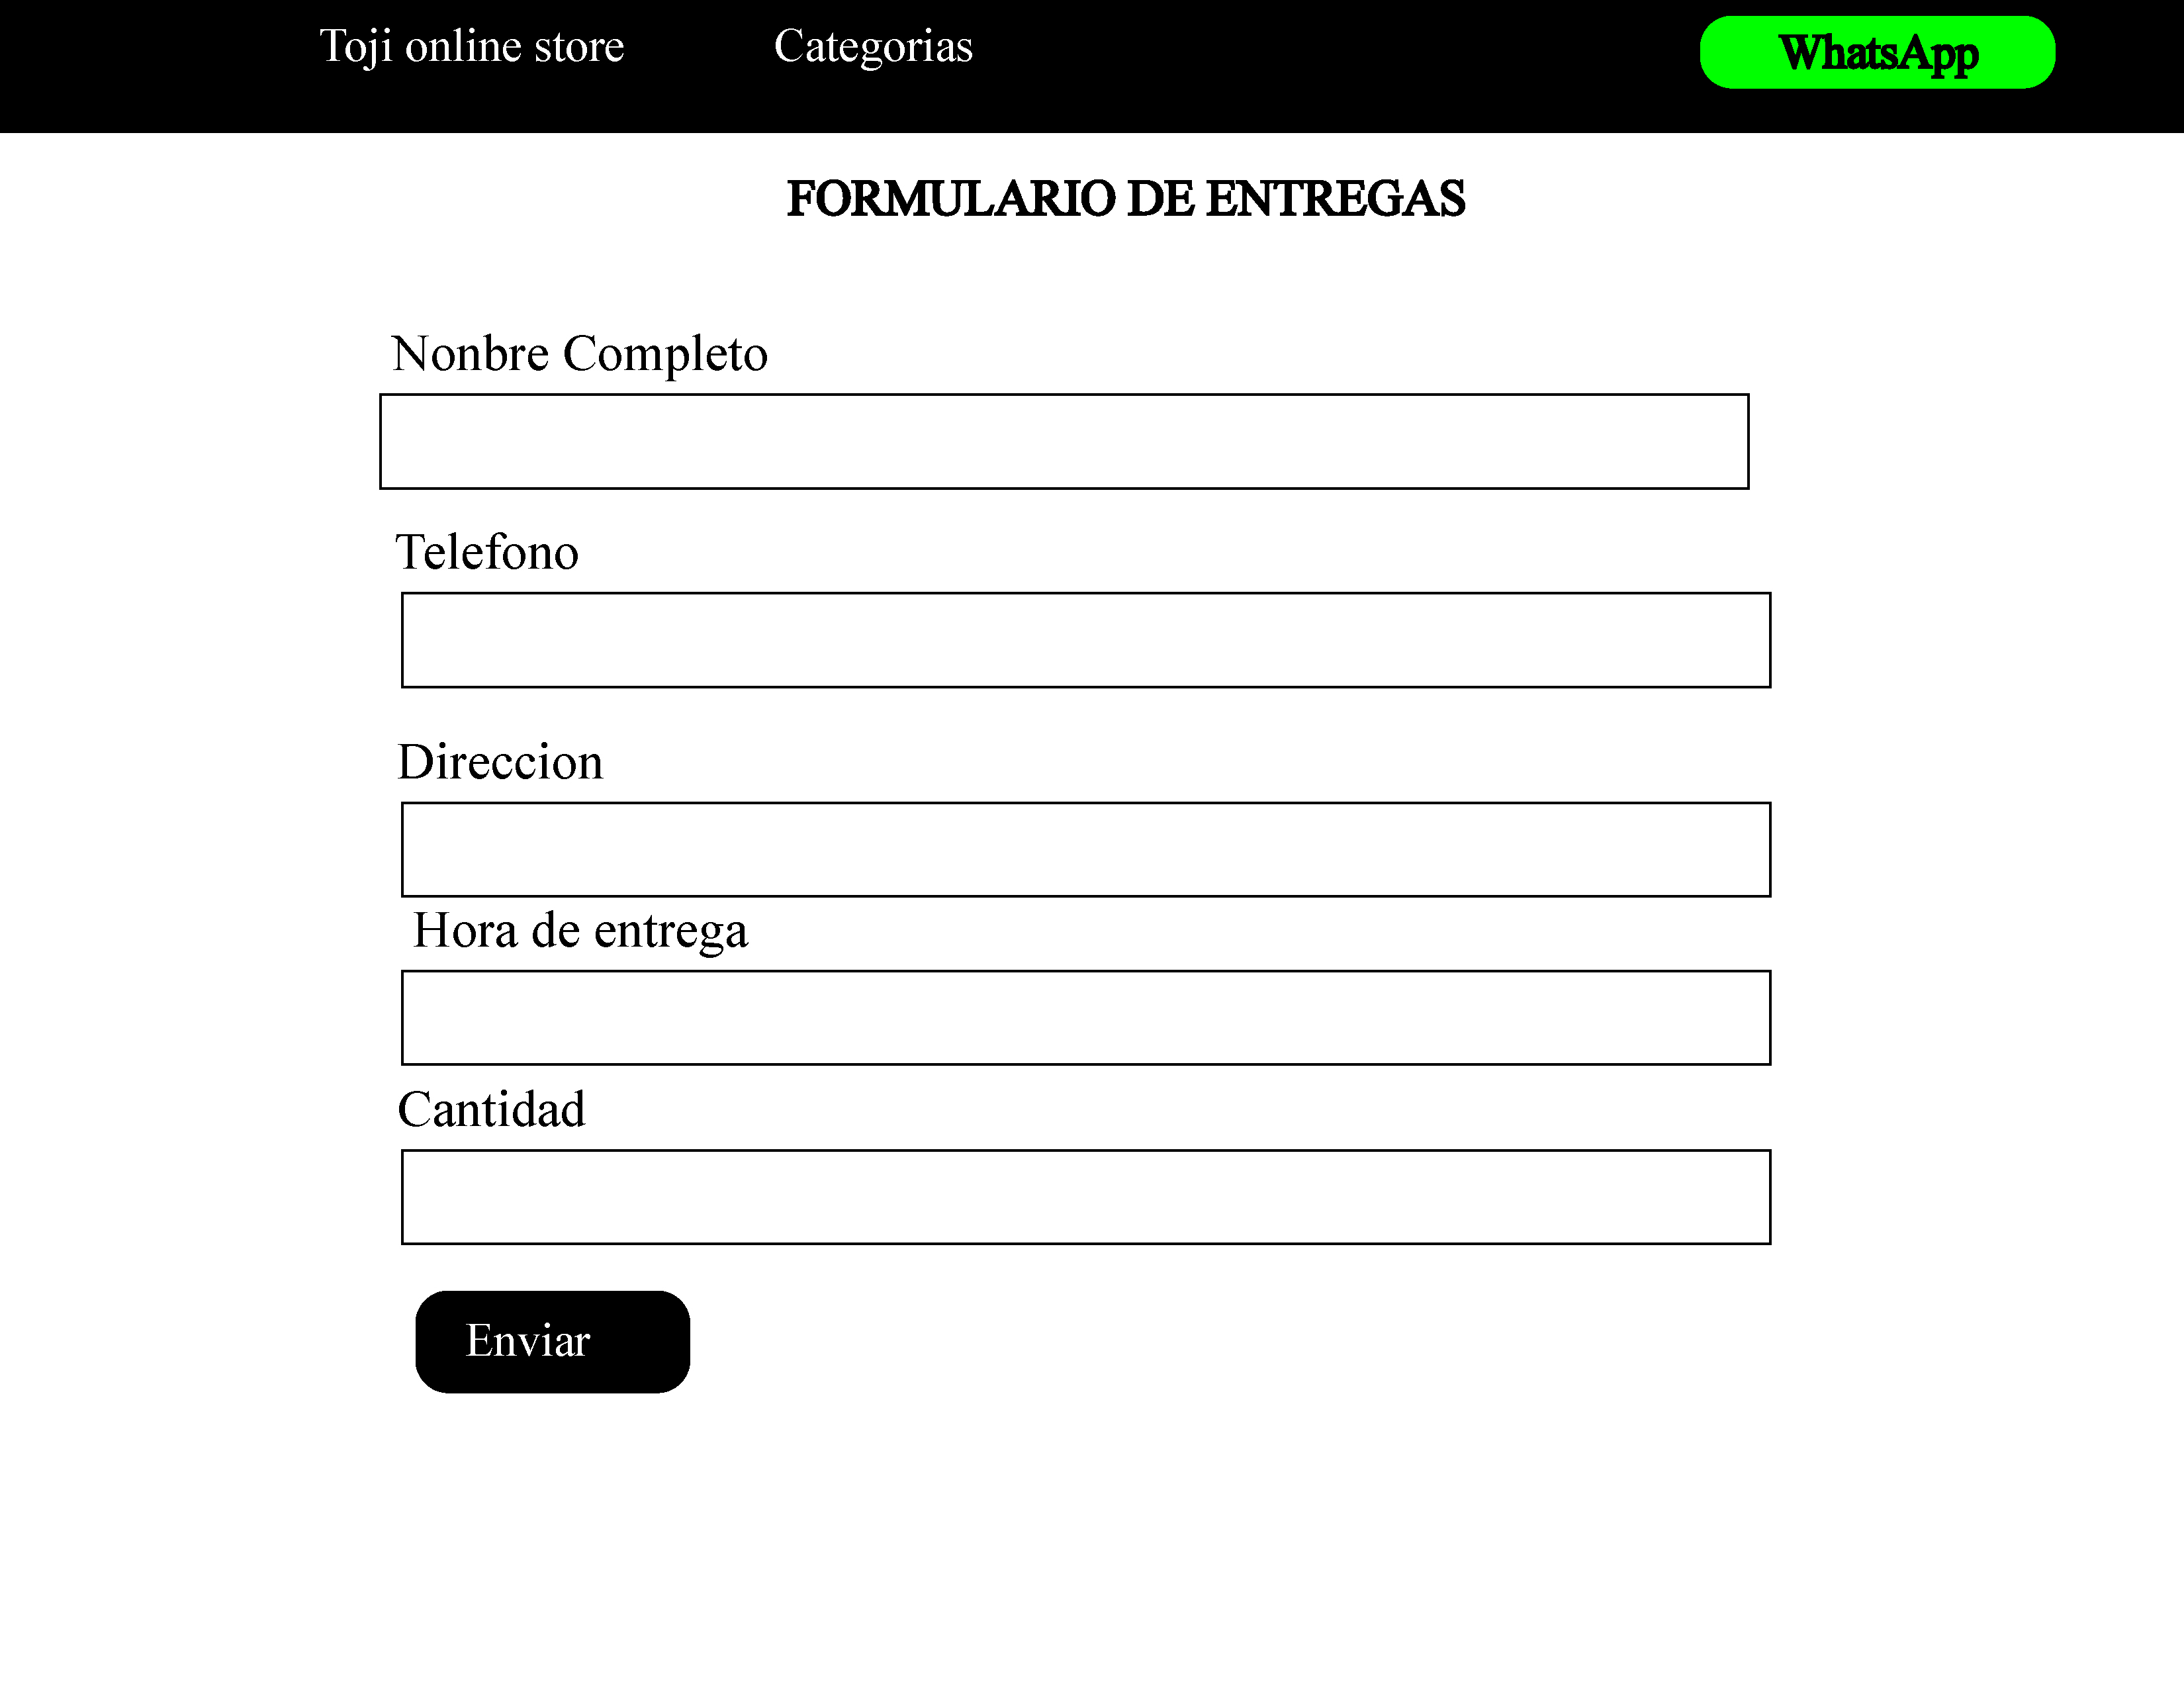 Toji online store
Categorias
WhatsApp
FORMULARIO DE ENTREGAS
Nonbre Completo
Telefono
Direccion
Hora de entrega
Cantidad
Enviar